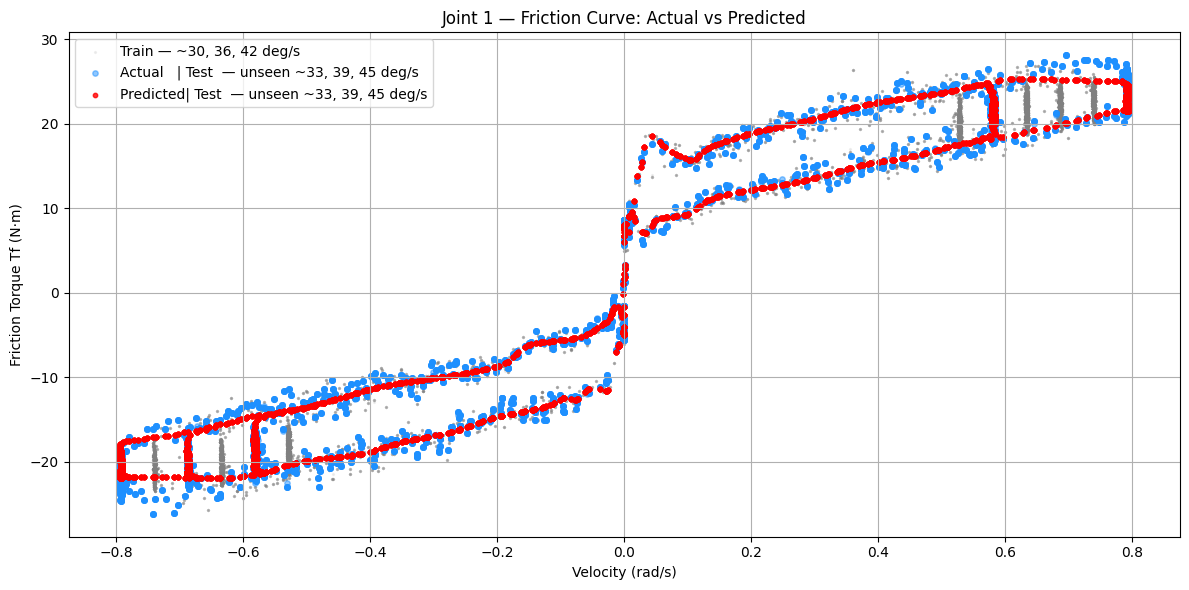 Joint 1 — Friction Curve: Actual vs Predicted
Train — ~30, 36, 42 deg/s
Actual   | Test  — unseen ~33, 39, 45 deg/s
Predicted| Test  — unseen ~33, 39, 45 deg/s
Friction Torque Tf (N·m)
30
20
10
0
−10
−20
−0.8
−0.6
−0.4
−0.2
0.0
0.2
0.4
0.6
0.8
Velocity (rad/s)